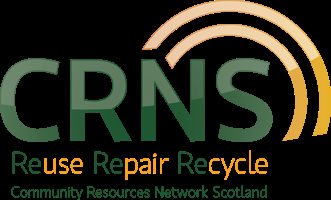 CRNS
Reuse Repair Recycle
Community Resources Network Scotland